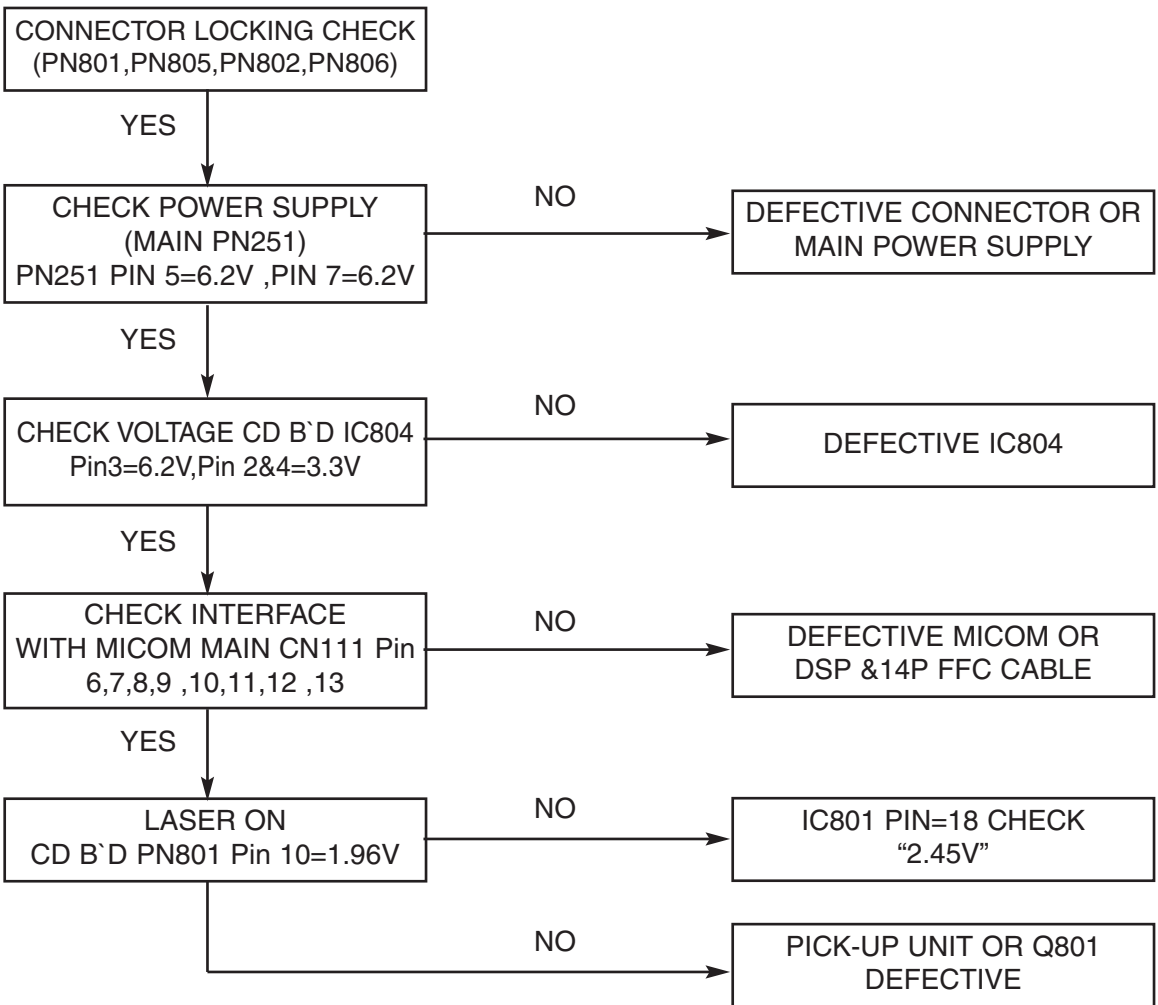 CONNECTOR LOCKING CHECK
(PN801,PN805,PN802,PN806)
YES
CHECK POWER SUPPLY
(MAIN PN251)
PN251 PIN 5=6.2V ,PIN 7=6.2V
NO
DEFECTIVE CONNECTOR OR
MAIN POWER SUPPLY
YES
CHECK VOLTAGE CD B`D IC804
Pin3=6.2V,Pin 2&4=3.3V
NO
DEFECTIVE IC804
YES
CHECK INTERFACE
WITH MICOM MAIN CN111 Pin
6,7,8,9 ,10,11,12 ,13
NO
DEFECTIVE MICOM OR
DSP &14P FFC CABLE
YES
LASER ON
CD B`D PN801 Pin 10=1.96V
NO
IC801 PIN=18 CHECK
“2.45V”
NO
PICK-UP UNIT OR Q801
DEFECTIVE